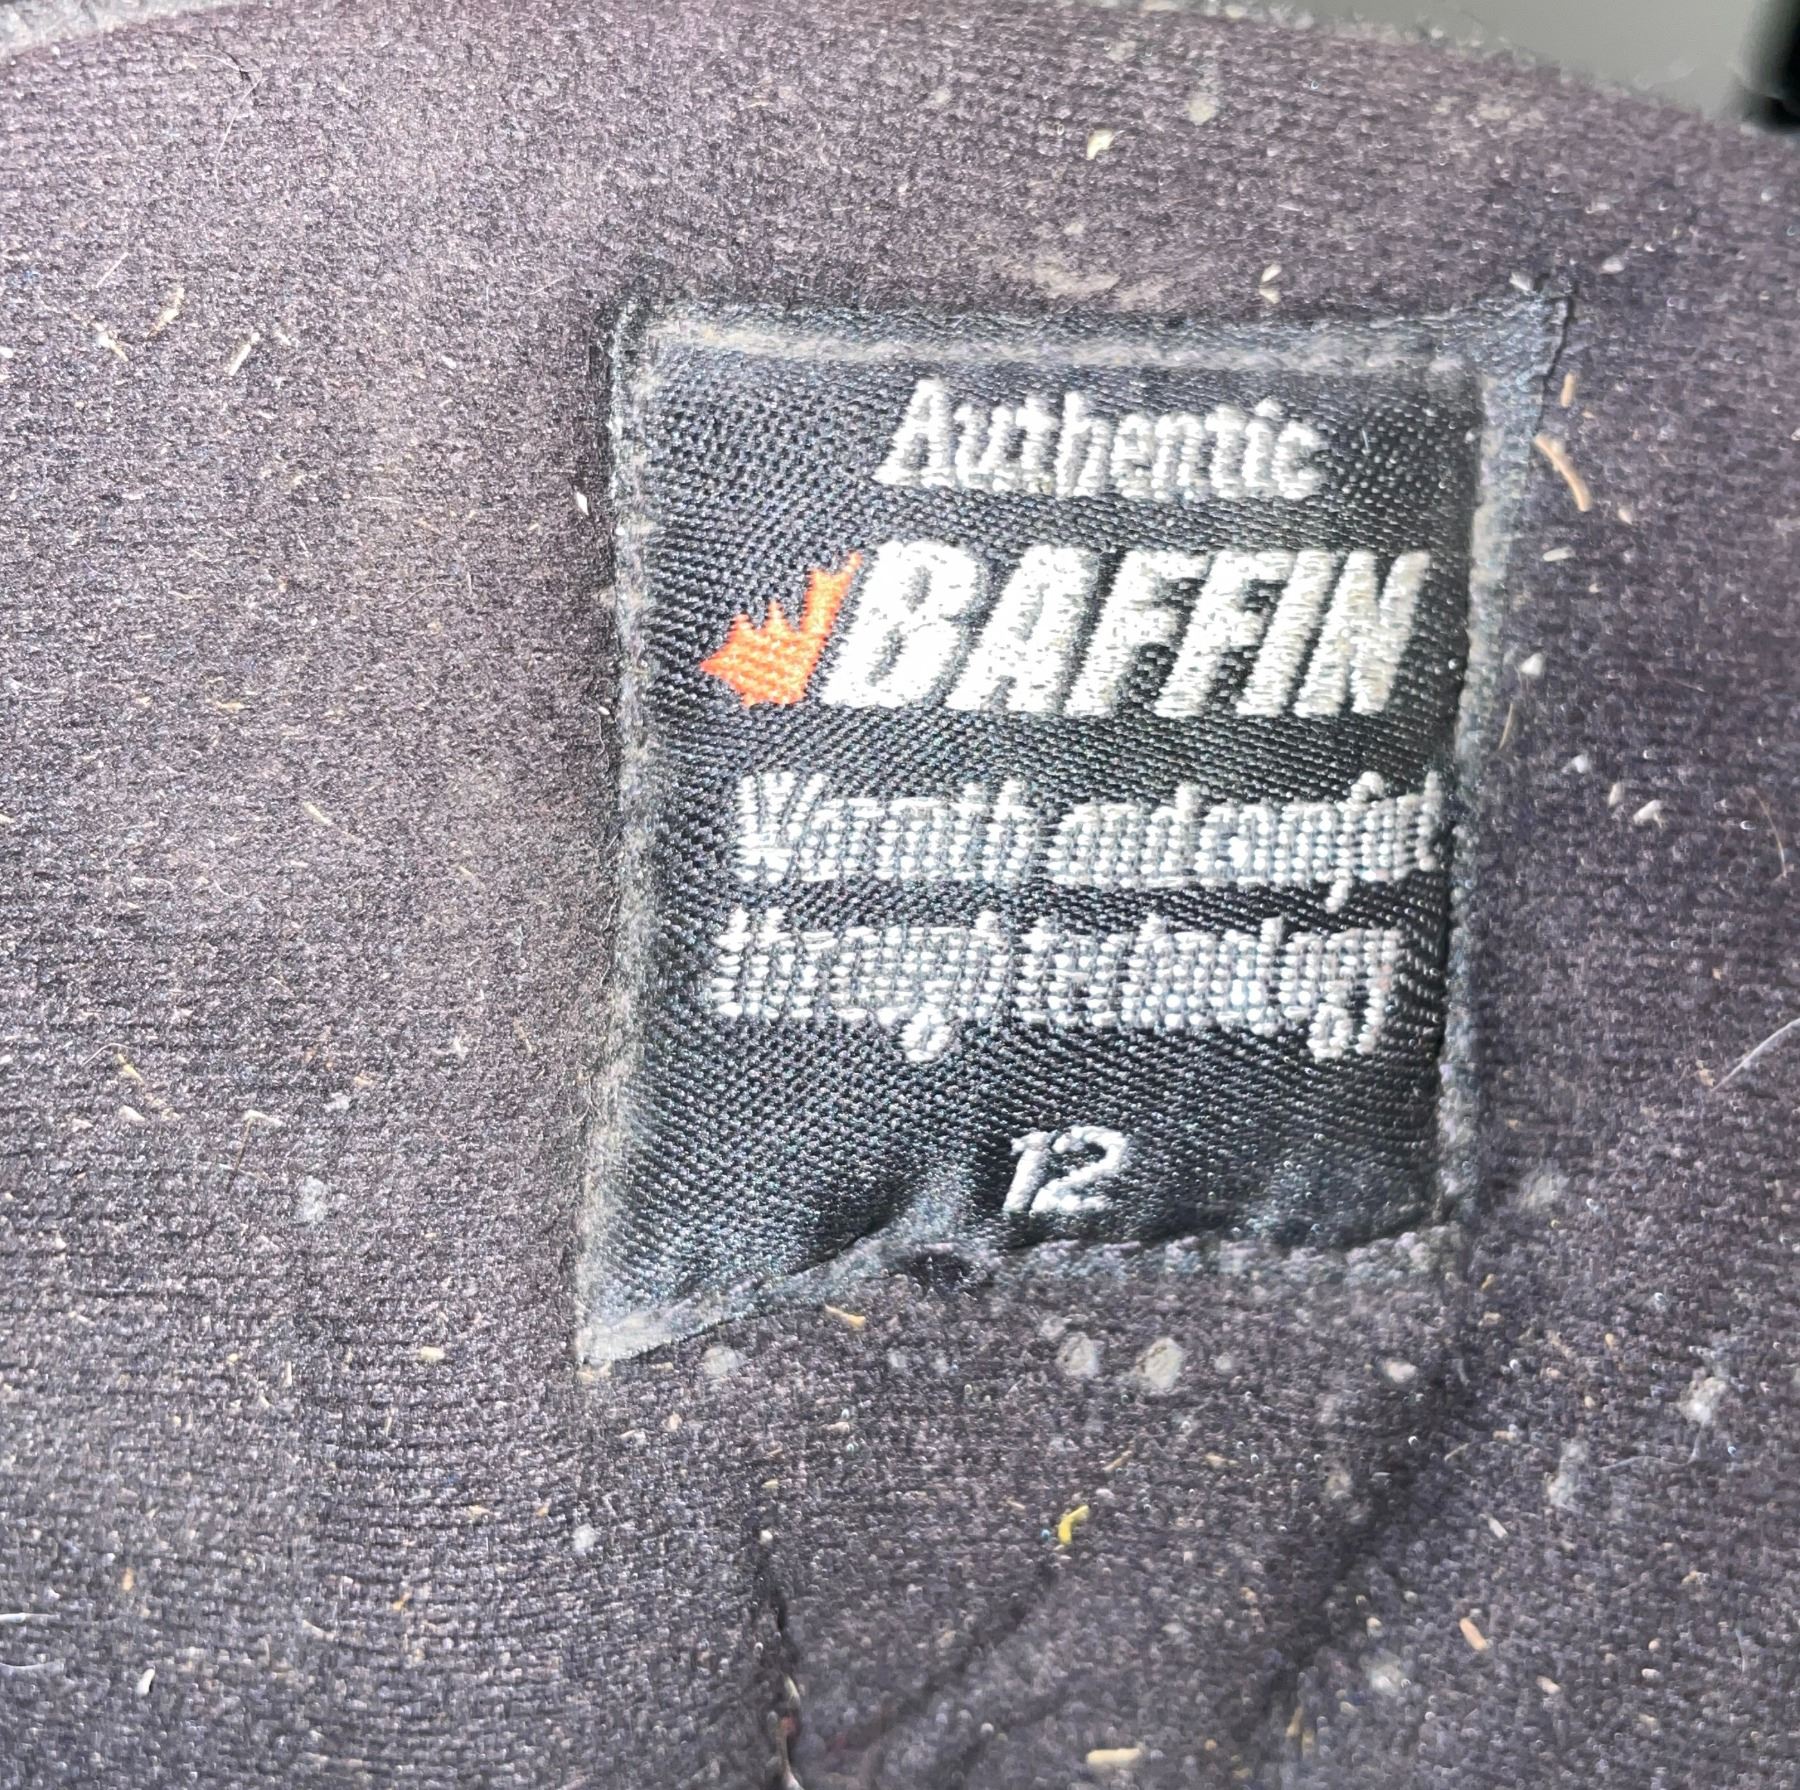 Authentic
BAFFIN
Warmth and comfort
through technology
12